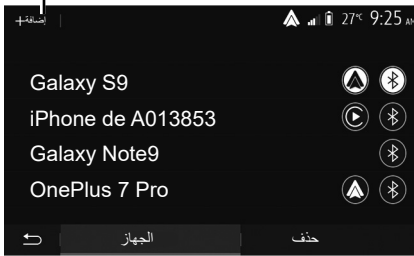 +إضافة 27°C 9:25 AM
Galaxy S9
iPhone de A013853
Galaxy Note9
OnePlus 7 Pro
الجهاز حذف